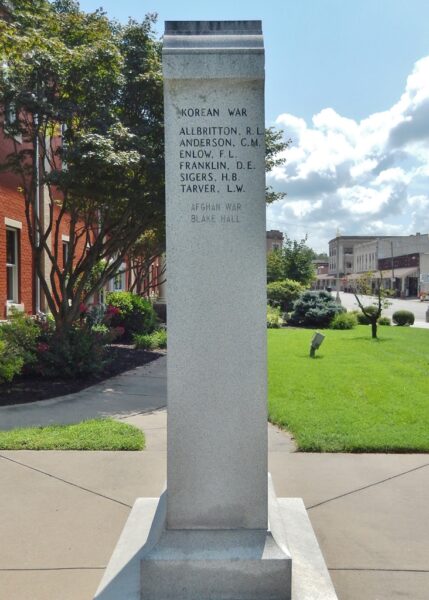 KOREAN WAR
ALLBRITTON, R.L.
ANDERSON, C.M.
ENLOW, F.L.
FRANKLIN, D.E.
SIGERS, H.B.
TARVER, L.W.
AFGHAN WAR
BLAKE HALL